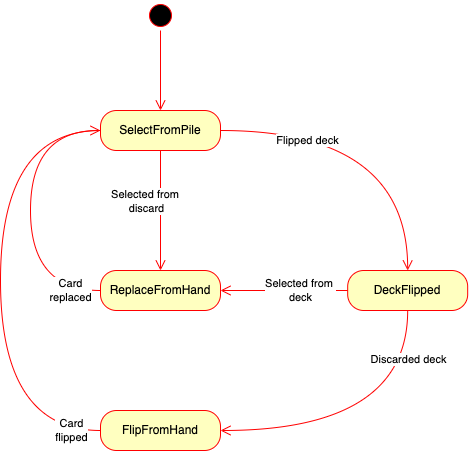 SelectFromPile
Flipped deck
Selected from
discard
Card
replaced
ReplaceFromHand
Selected from
deck
DeckFlipped
Discarded deck
Card
flipped
FlipFromHand